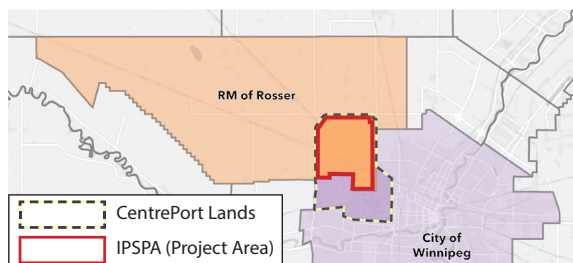 RM of Rosser
CentrePort Lands
IPSPA (Project Area)
City of
Winnipeg